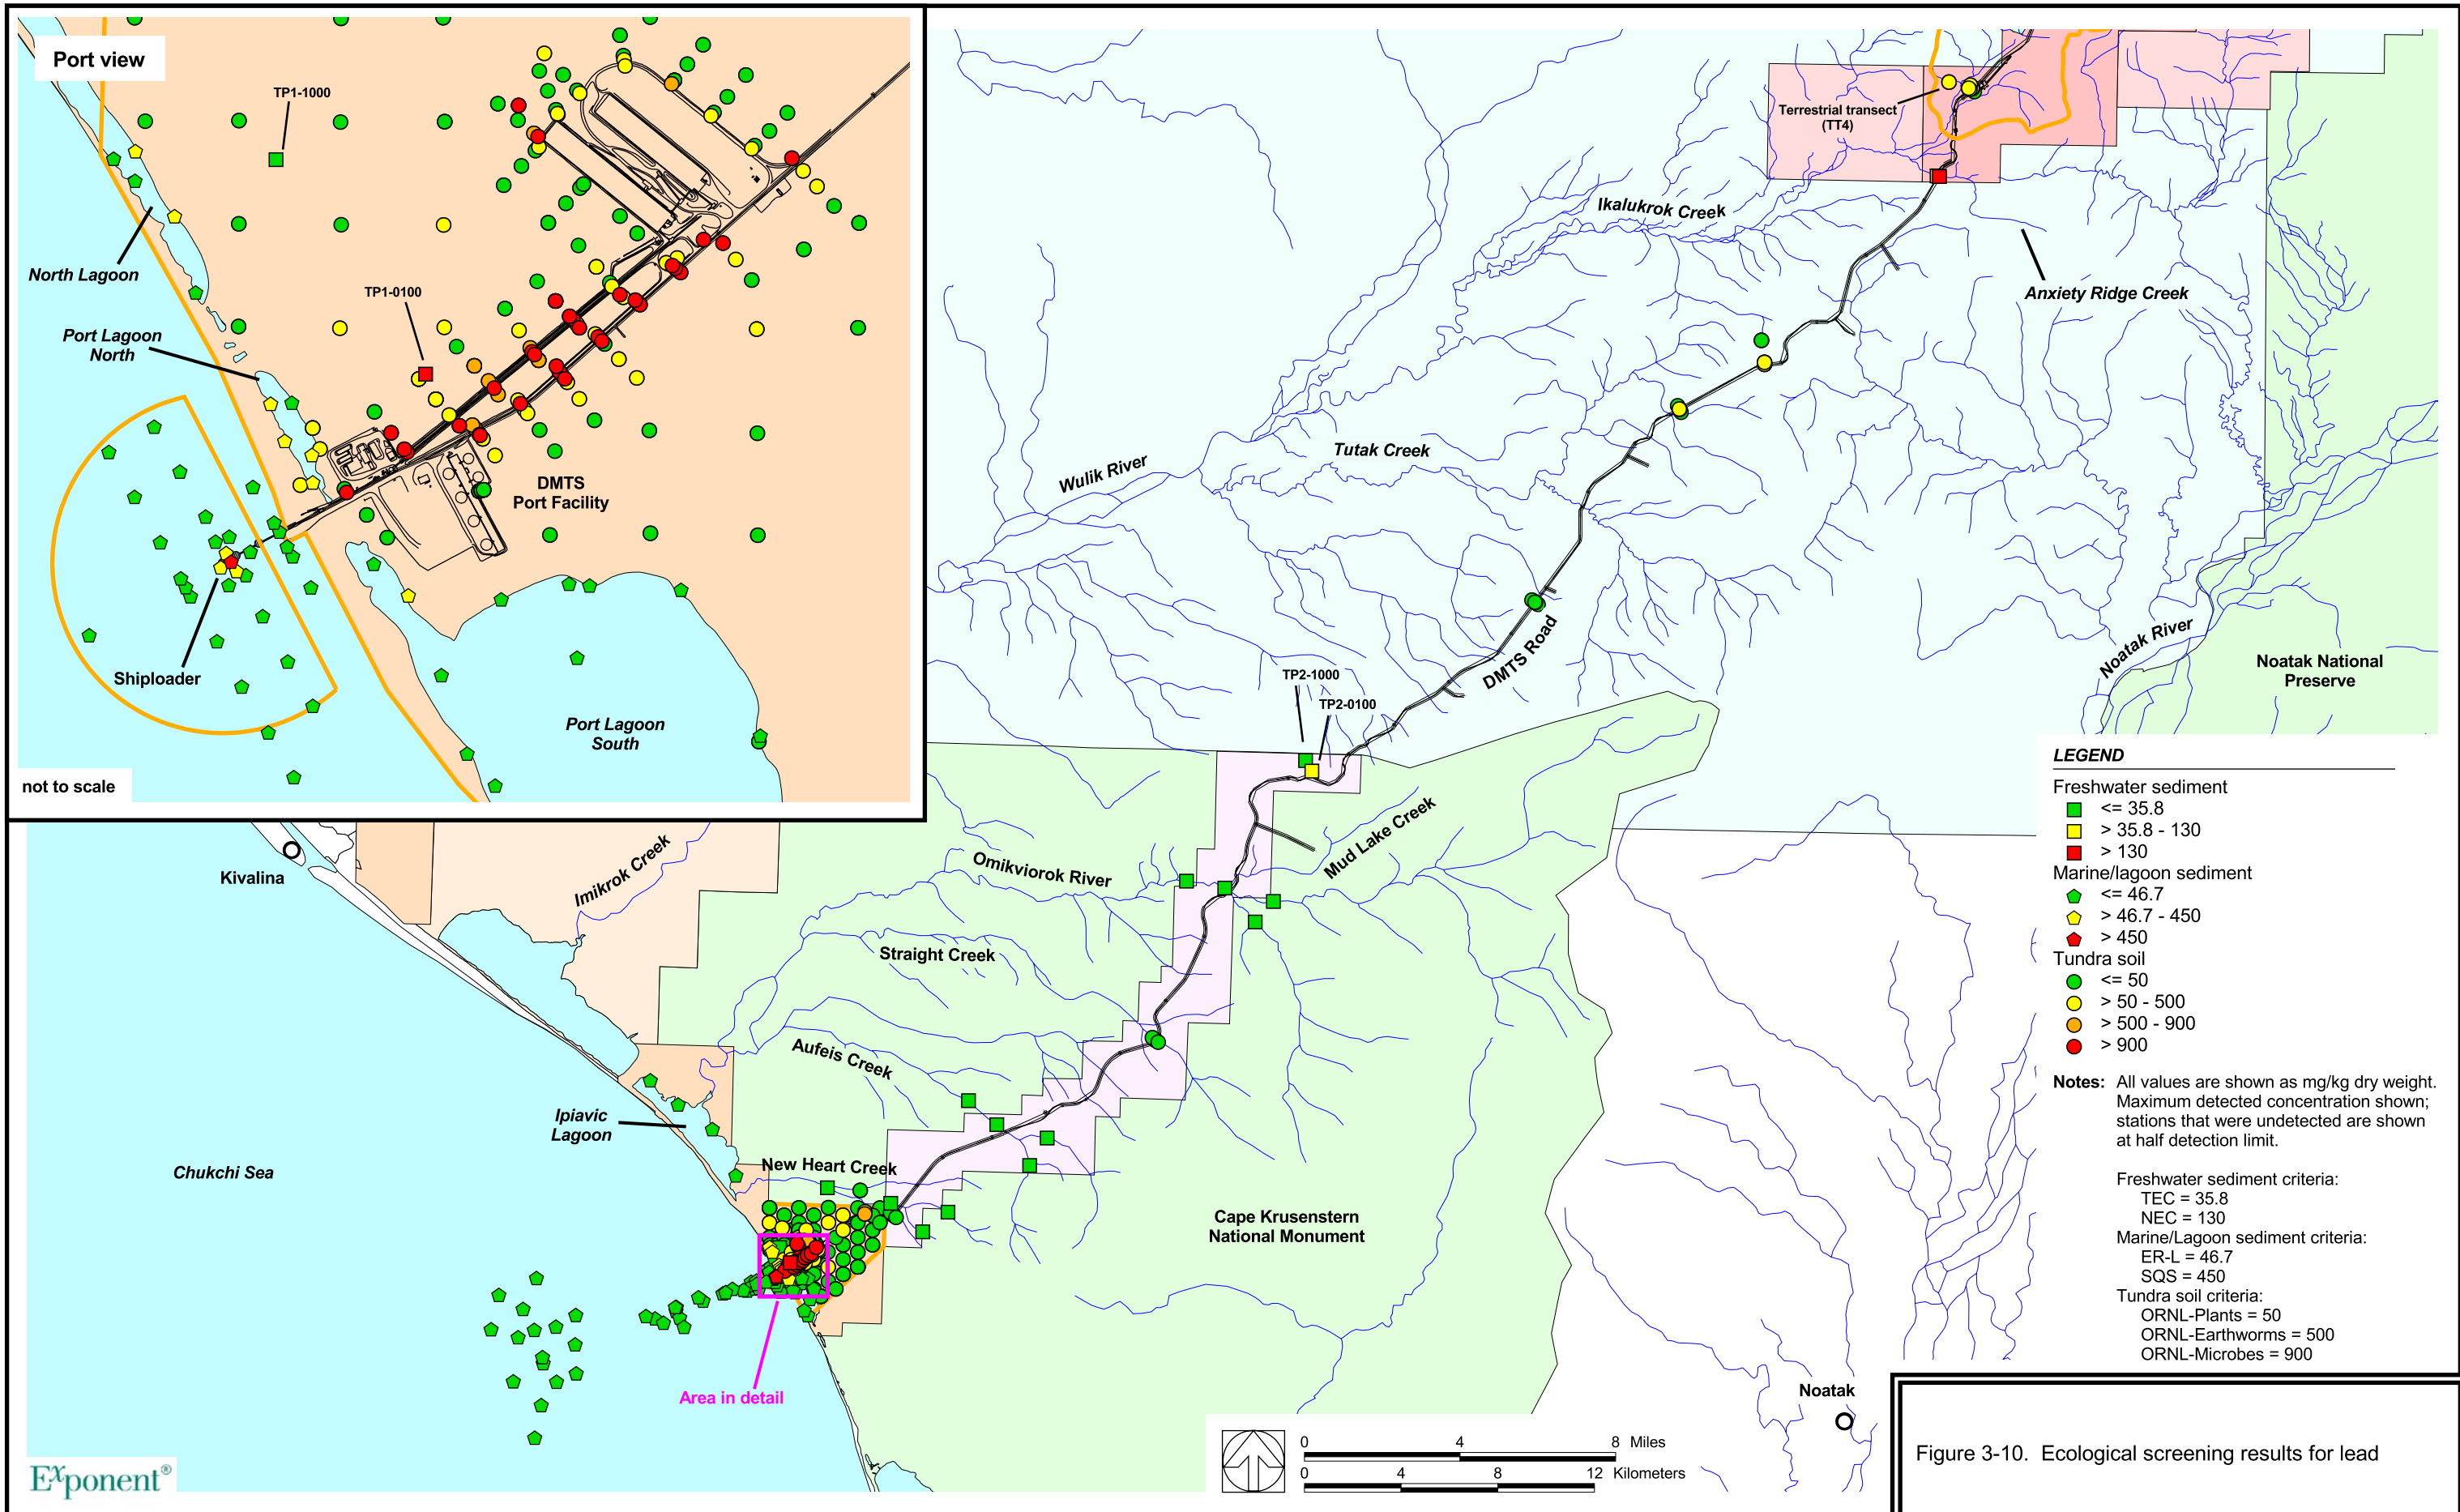 Port view
TP1-1000
North Lagoon
TP1-0100
Port Lagoon
North
DMTS
Port Facility
Shiploader
Port Lagoon
South
not to scale
Terrestrial transect
(TT4)
Ikalukrok Creek
Anxiety Ridge Creek
Tutak Creek
Wulik River
DMTS Road
Noatak River
Noatak National
Preserve
TP2-1000
TP2-0100
Mud Lake Creek
Kivalina
Imikrok Creek
Omikviorok River
Straight Creek
Aufeis Creek
Ipiavic
Lagoon
New Heart Creek
Chukchi Sea
Cape Krusenstern
National Monument
Area in detail
Noatak
LEGEND
Freshwater sediment
<= 35.8
> 35.8 - 130
> 130
Marine/lagoon sediment
<= 46.7
> 46.7 - 450
> 450
Tundra soil
<= 50
> 50 - 500
> 500 - 900
> 900
Notes: All values are shown as mg/kg dry weight.
Maximum detected concentration shown;
stations that were undetected are shown
at half detection limit.
Freshwater sediment criteria:
TEC = 35.8
NEC = 130
Marine/Lagoon sediment criteria:
ER-L = 46.7
SQS = 450
Tundra soil criteria:
ORNL-Plants = 50
ORNL-Earthworms = 500
ORNL-Microbes = 900
0 4 8 Miles
0 4 8 12 Kilometers
Exponent®
Figure 3-10. Ecological screening results for lead